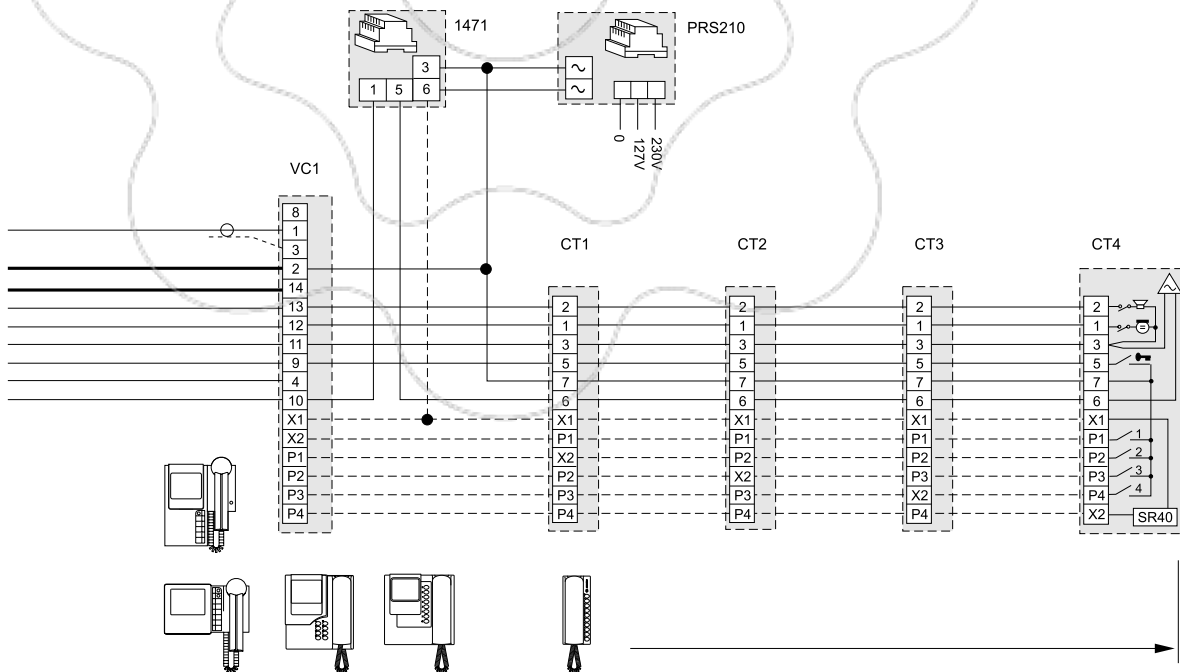 1471
PRS210
3
1 5 6
~
~
0
127V
230V
VC1
8
1
3
2
14
13
12
11
9
4
10
X1
X2
P1
P2
P3
P4
CT1
2
1
3
5
7
6
X1
P1
X2
P2
P3
P4
CT2
2
1
3
5
7
6
X1
P1
P2
X2
P3
P4
CT3
2
1
3
5
7
6
X1
P1
P2
P3
X2
P4
CT4
2
1
3
5
7
6
X1
P1 1
P2 2
P3 3
P4 4
X2 SR40